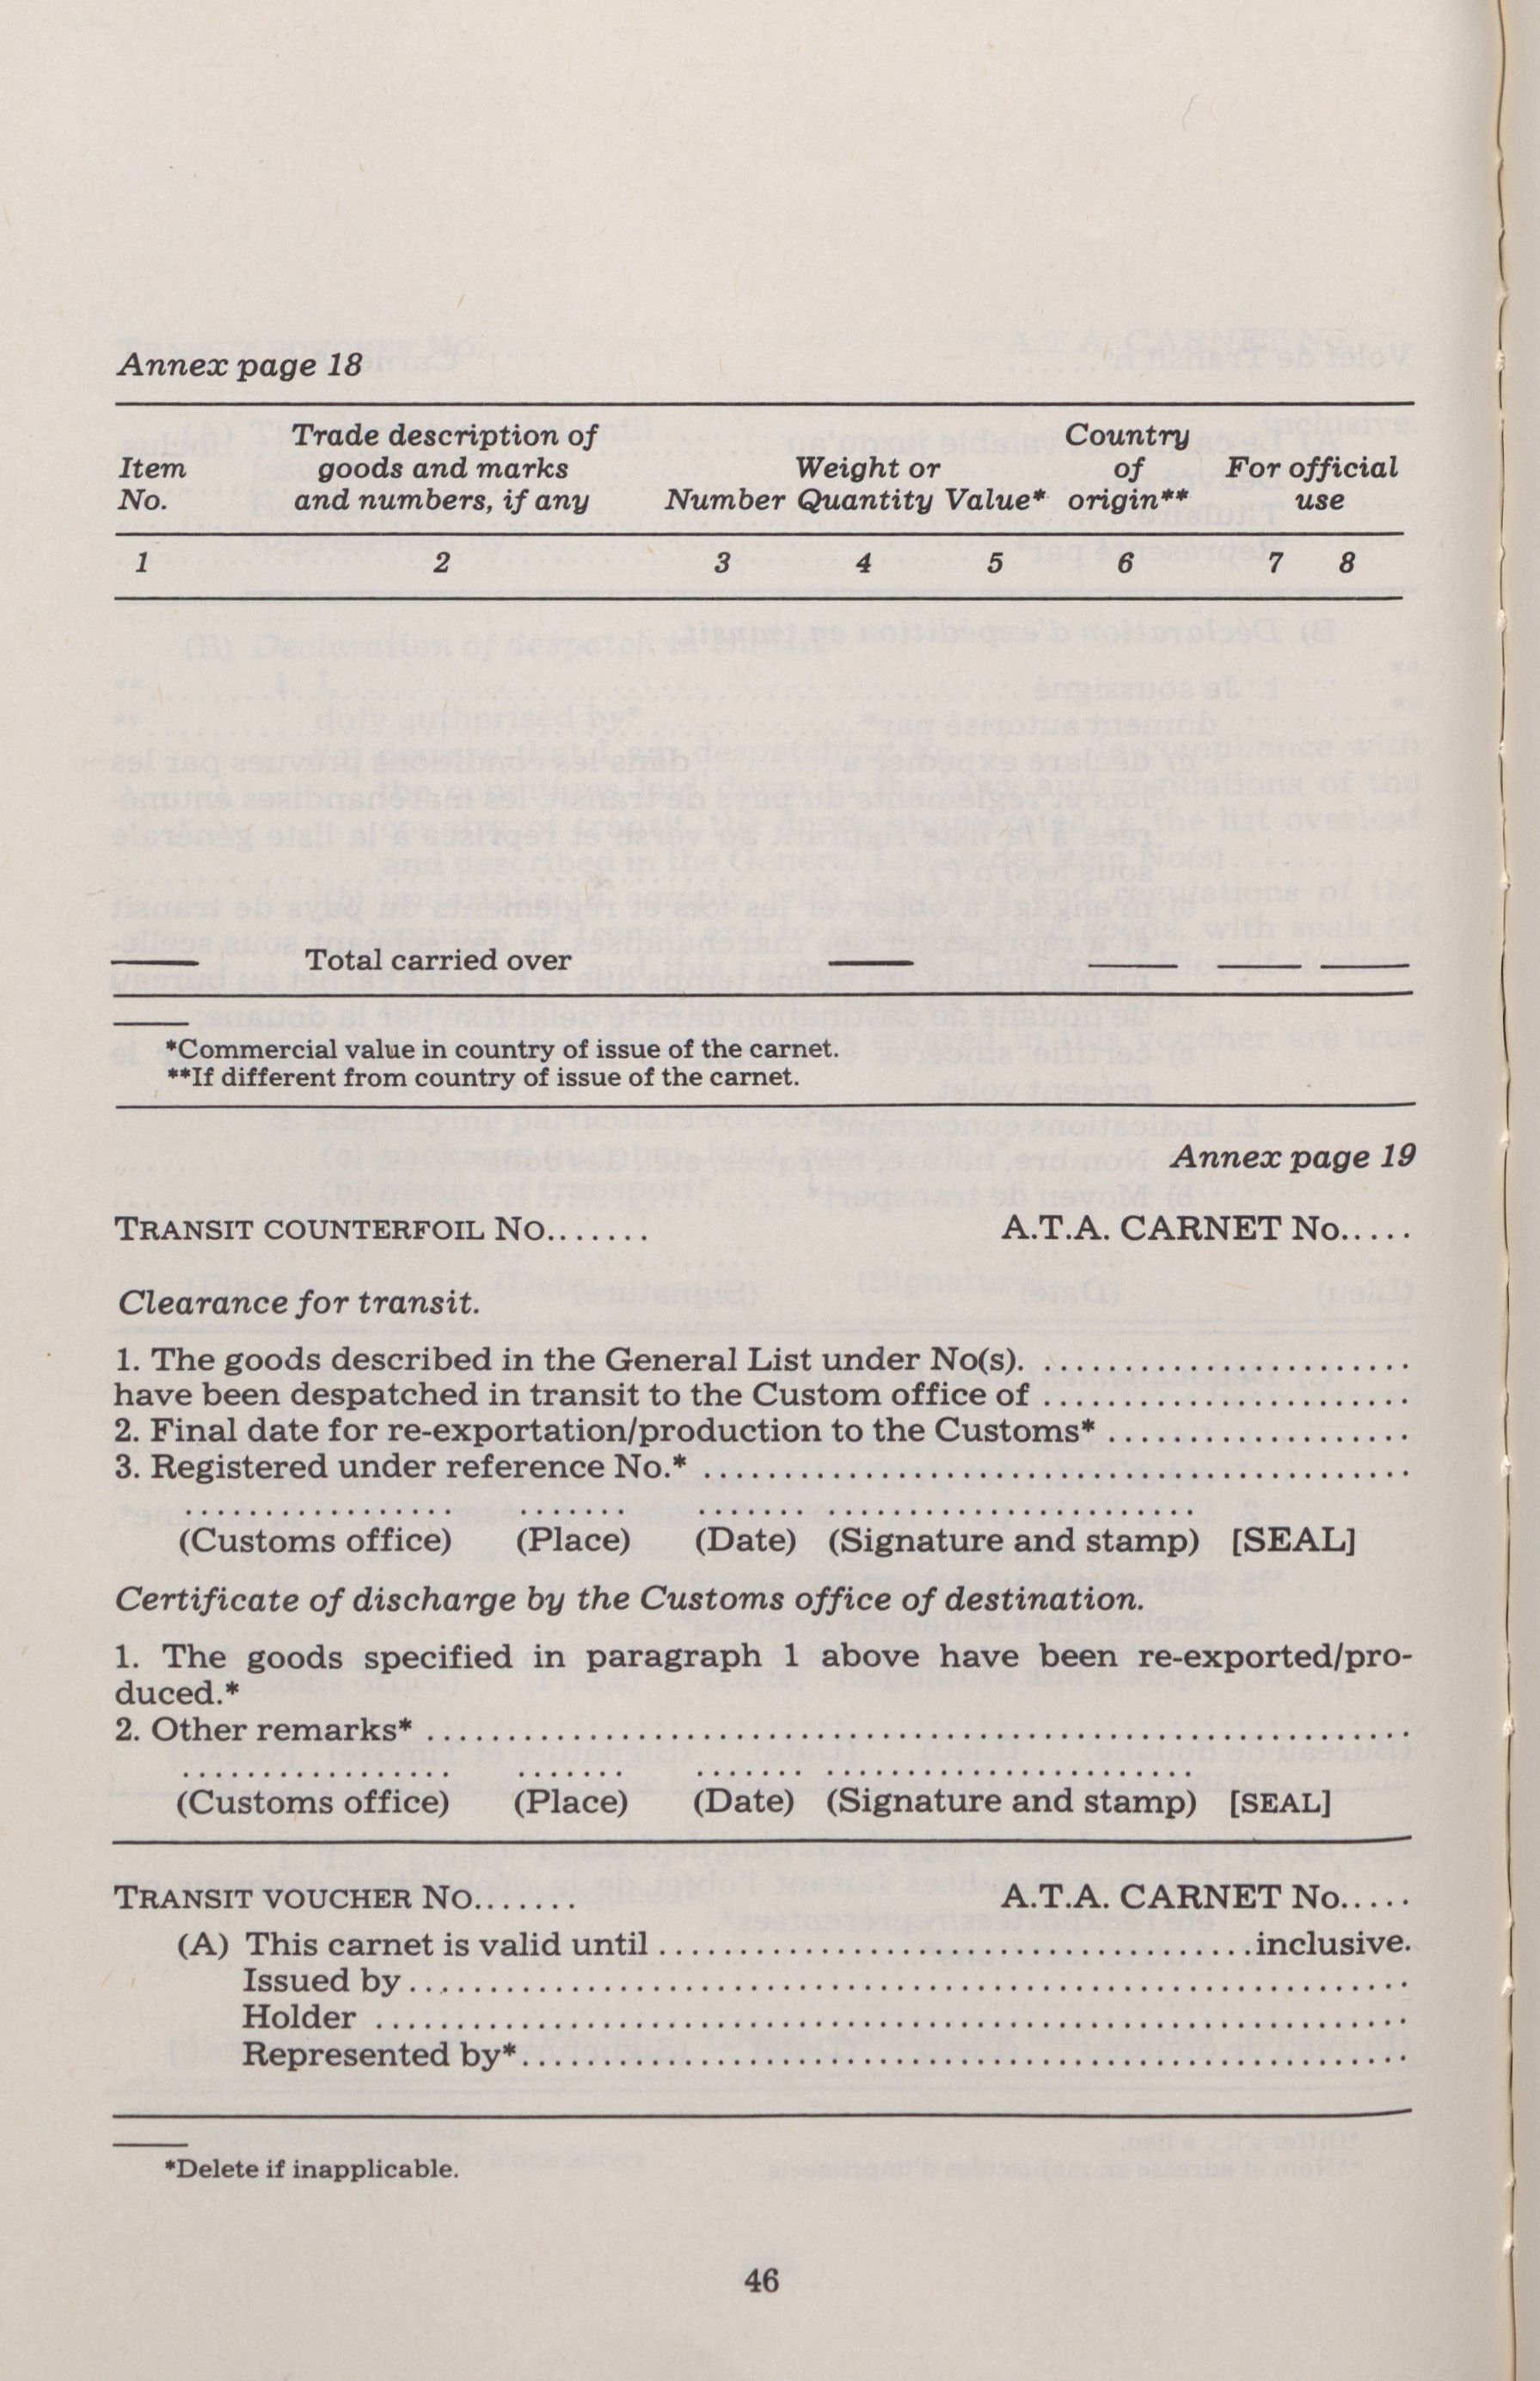 Annex page 18
Item No. Trade description of goods and marks and numbers, if any Number Weight or Quantity Value* Country of origin** For official use
1 2 3 4 5 6 7 8
Total carried over
*Commercial value in country of issue of the carnet.
**If different from country of issue of the carnet.
Annex page 19
TRANSIT COUNTERFOIL NO....... A.T.A. CARNET No.....
Clearance for transit.
1. The goods described in the General List under No(s). .......................
have been despatched in transit to the Custom office of .......................
2. Final date for re-exportation/production to the Customs* ...................
3. Registered under reference No.* ............................................
................. ....... ....... .......................
(Customs office) (Place) (Date) (Signature and stamp) [SEAL]
Certificate of discharge by the Customs office of destination.
1. The goods specified in paragraph 1 above have been re-exported/pro-
duced.*
2. Other remarks* ..............................................................
................. ....... ....... .......................
(Customs office) (Place) (Date) (Signature and stamp) [SEAL]
TRANSIT VOUCHER NO....... A.T.A. CARNET No.....
(A) This carnet is valid until .....................................inclusive.
Issued by...............................................................
Holder .................................................................
Represented by*........................................................
*Delete if inapplicable.
46